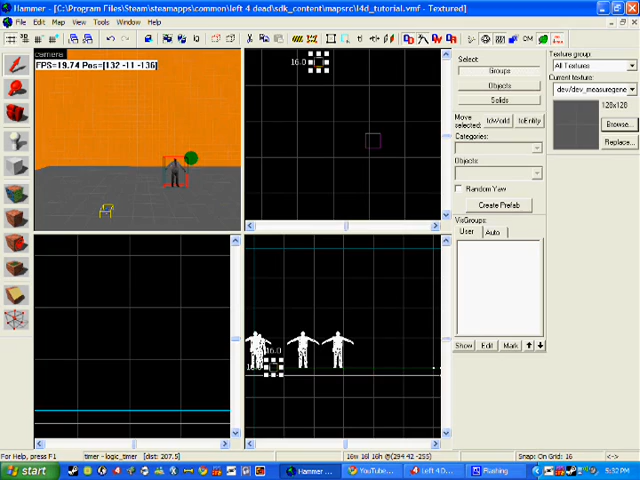 Hammer - [C:\Program Files\Steam\steamapps\common\left 4 dead\sdk_content\mapsrc\l4d_tutorial.vmf - Textured]
File Edit Map View Tools Window Help
camera
FPS=19.74 Pos=[132 -11 -136]
16.0
16.0
16.0
Select
Groups
Objects
Solids
Move selected:
toWorld toEntity
Categories:
Objects:
Random Yaw
Create Prefab
VisGroups:
User Auto
Show Edit Mark
Texture group:
All Textures
Current texture:
dev/dev_measuregene
128x128
Browse...
Replace...
For Help, press F1 timer - logic_timer [dist: 207.5] 16w 16l 16h @(294 42 -255) Snap: On Grid: 16 <->
start Hammer ... YouTube... Left 4 D... Flashing 5:32 PM